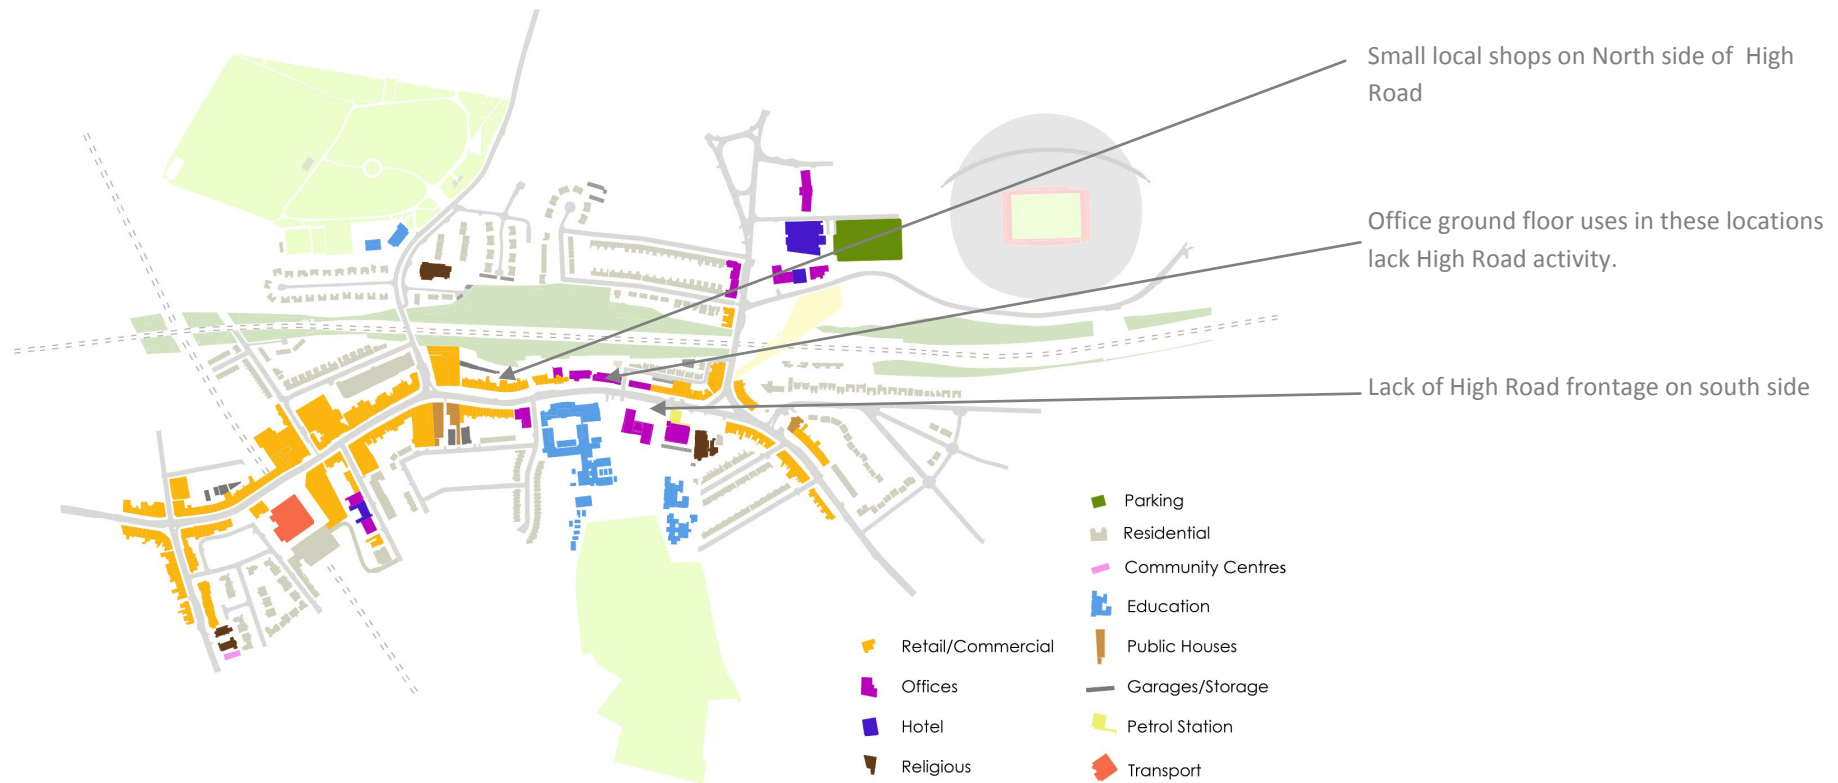 Small local shops on North side of High
Road
Office ground floor uses in these locations
lack High Road activity.
Lack of High Road frontage on south side
Parking
Residential
Community Centres
Education
Retail/Commercial
Public Houses
Offices
Garages/Storage
Hotel
Petrol Station
Religious
Transport